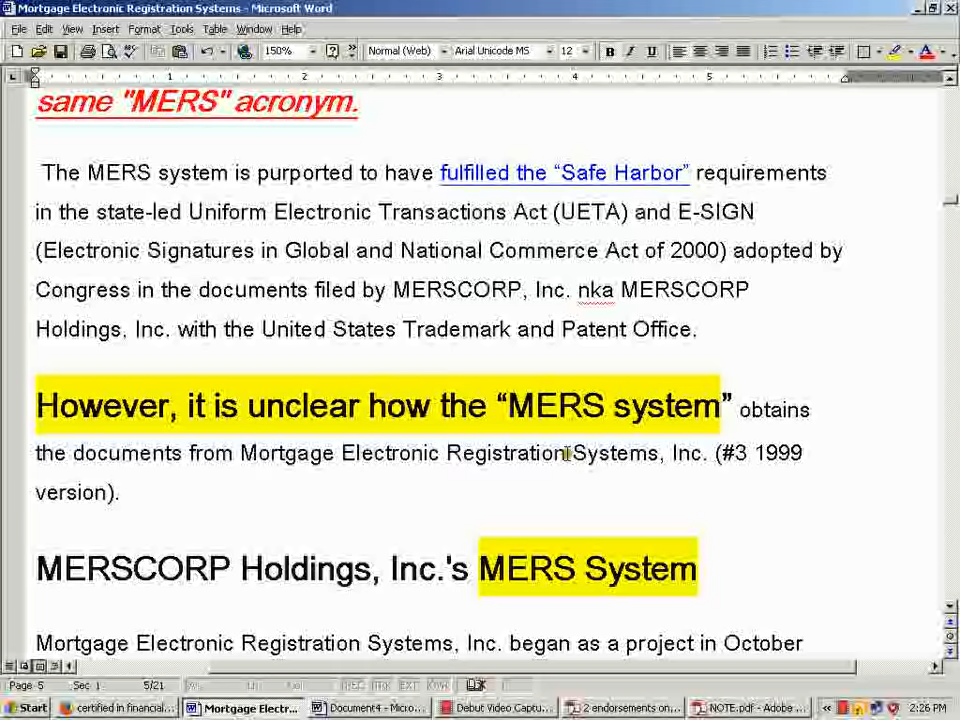 Mortgage Electronic Registration Systems - Microsoft Word
File Edit View Insert Format Tools Table Window Help
150% Normal (Web) Arial Unicode MS 12 B I U A
1 2 3 4 5
same "MERS" acronym.
The MERS system is purported to have fulfilled the “Safe Harbor” requirements
in the state-led Uniform Electronic Transactions Act (UETA) and E-SIGN
(Electronic Signatures in Global and National Commerce Act of 2000) adopted by
Congress in the documents filed by MERSCORP, Inc. nka MERSCORP
Holdings, Inc. with the United States Trademark and Patent Office.
However, it is unclear how the “MERS system” obtains
the documents from Mortgage Electronic Registration Systems, Inc. (#3 1999
version).
MERSCORP Holdings, Inc.'s MERS System
Mortgage Electronic Registration Systems, Inc. began as a project in October
Page 5 Sec 1 5/21
Start certified in financial... Mortgage Electr... Document4 - Micro... Debut Video Captu... 2 endorsements on... NOTE.pdf - Adobe ... « 2:26 PM